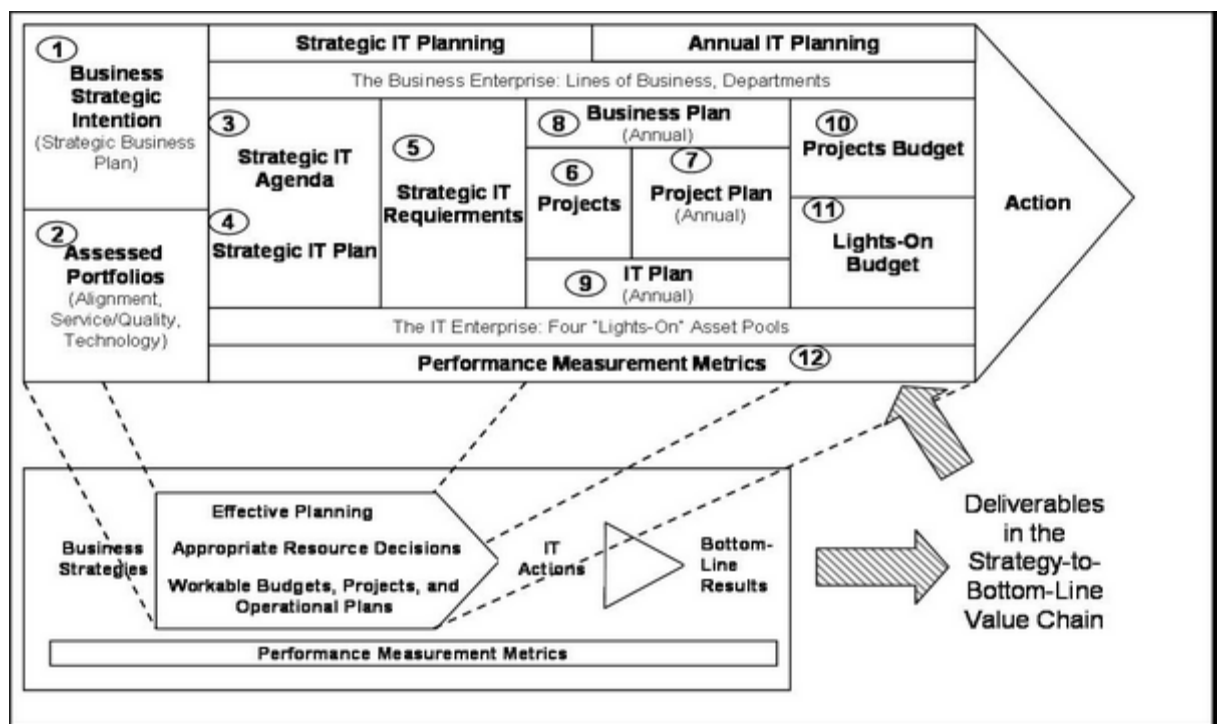 1
Business
Strategic
Intention
(Strategic Business
Plan)
2
Assessed
Portfolios
(Alignment,
Service/Quality,
Technology)
Strategic IT Planning
Annual IT Planning
The Business Enterprise: Lines of Business, Departments
3
Strategic IT
Agenda
4
Strategic IT Plan
5
Strategic IT
Requierments
8
Business Plan
(Annual)
6
Projects
7
Project Plan
(Annual)
9
IT Plan
(Annual)
10
Projects Budget
11
Lights-On
Budget
Action
The IT Enterprise: Four "Lights-On" Asset Pools
Performance Measurement Metrics
12
Business
Strategies
Effective Planning
Appropriate Resource Decisions
Workable Budgets, Projects, and
Operational Plans
IT
Actions
Bottom-
Line
Results
Performance Measurement Metrics
Deliverables
in the
Strategy-to-
Bottom-Line
Value Chain